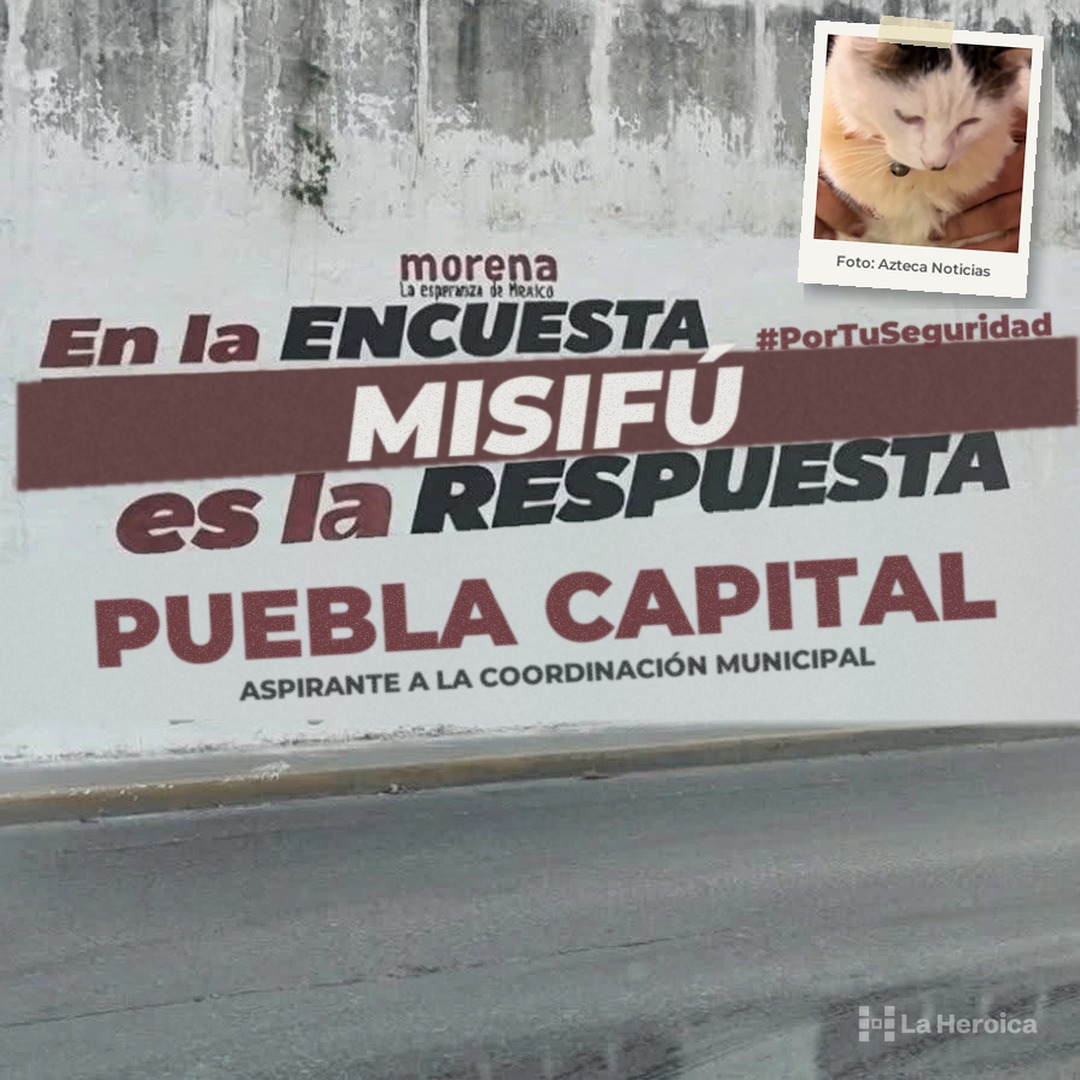 Foto: Azteca Noticias
morena
La esperanza de México
En la ENCUESTA
#PorTuSeguridad
MISIFÚ
es la RESPUESTA
PUEBLA CAPITAL
ASPIRANTE A LA COORDINACIÓN MUNICIPAL
La Heroica